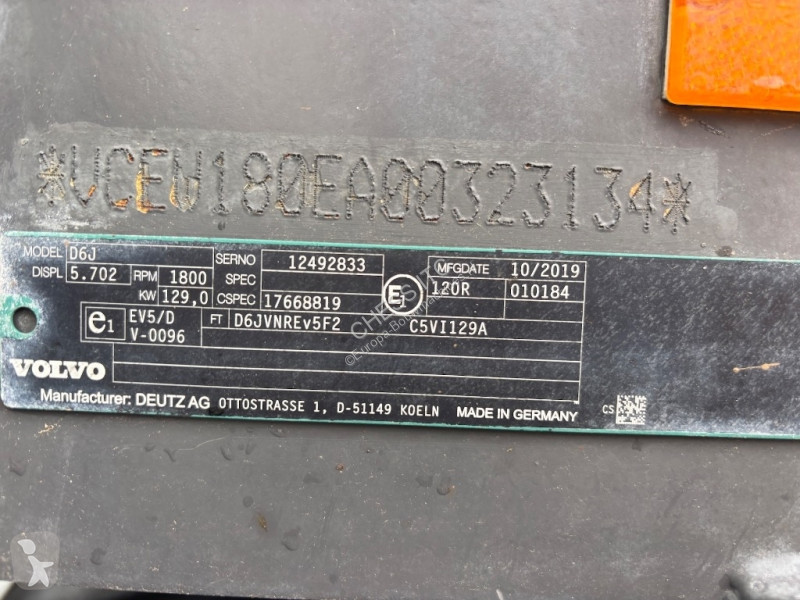 *VCEW180EA00323134*
MODEL D6J SERNO 12492833 MFGDATE 10/2019
DISPL 5.702 RPM 1800 SPEC E1 120R 010184
KW 129,0 CSPEC 17668819
e1 EV5/D FT D6JVNREv5F2 C5VI129A
V-0096
VOLVO
Manufacturer: DEUTZ AG OTTOSTRASSE 1, D-51149 KOELN MADE IN GERMANY CS